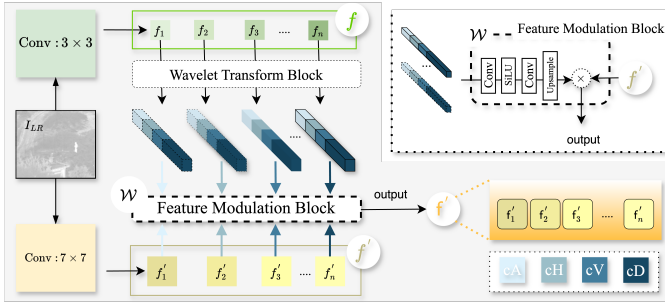 Conv : 3 × 3
f1 f2 f3 .... fn
f
Wavelet Transform Block
....
I_LR
W
Feature Modulation Block
output
f′
Conv : 7 × 7
f′1 f′2 f′3 .... f′n
f′
W
Feature Modulation Block
...
Conv
SiLU
Conv
Upsample
×
f′
output
f′1 f′2 f′3 .... f′n
cA cH cV cD